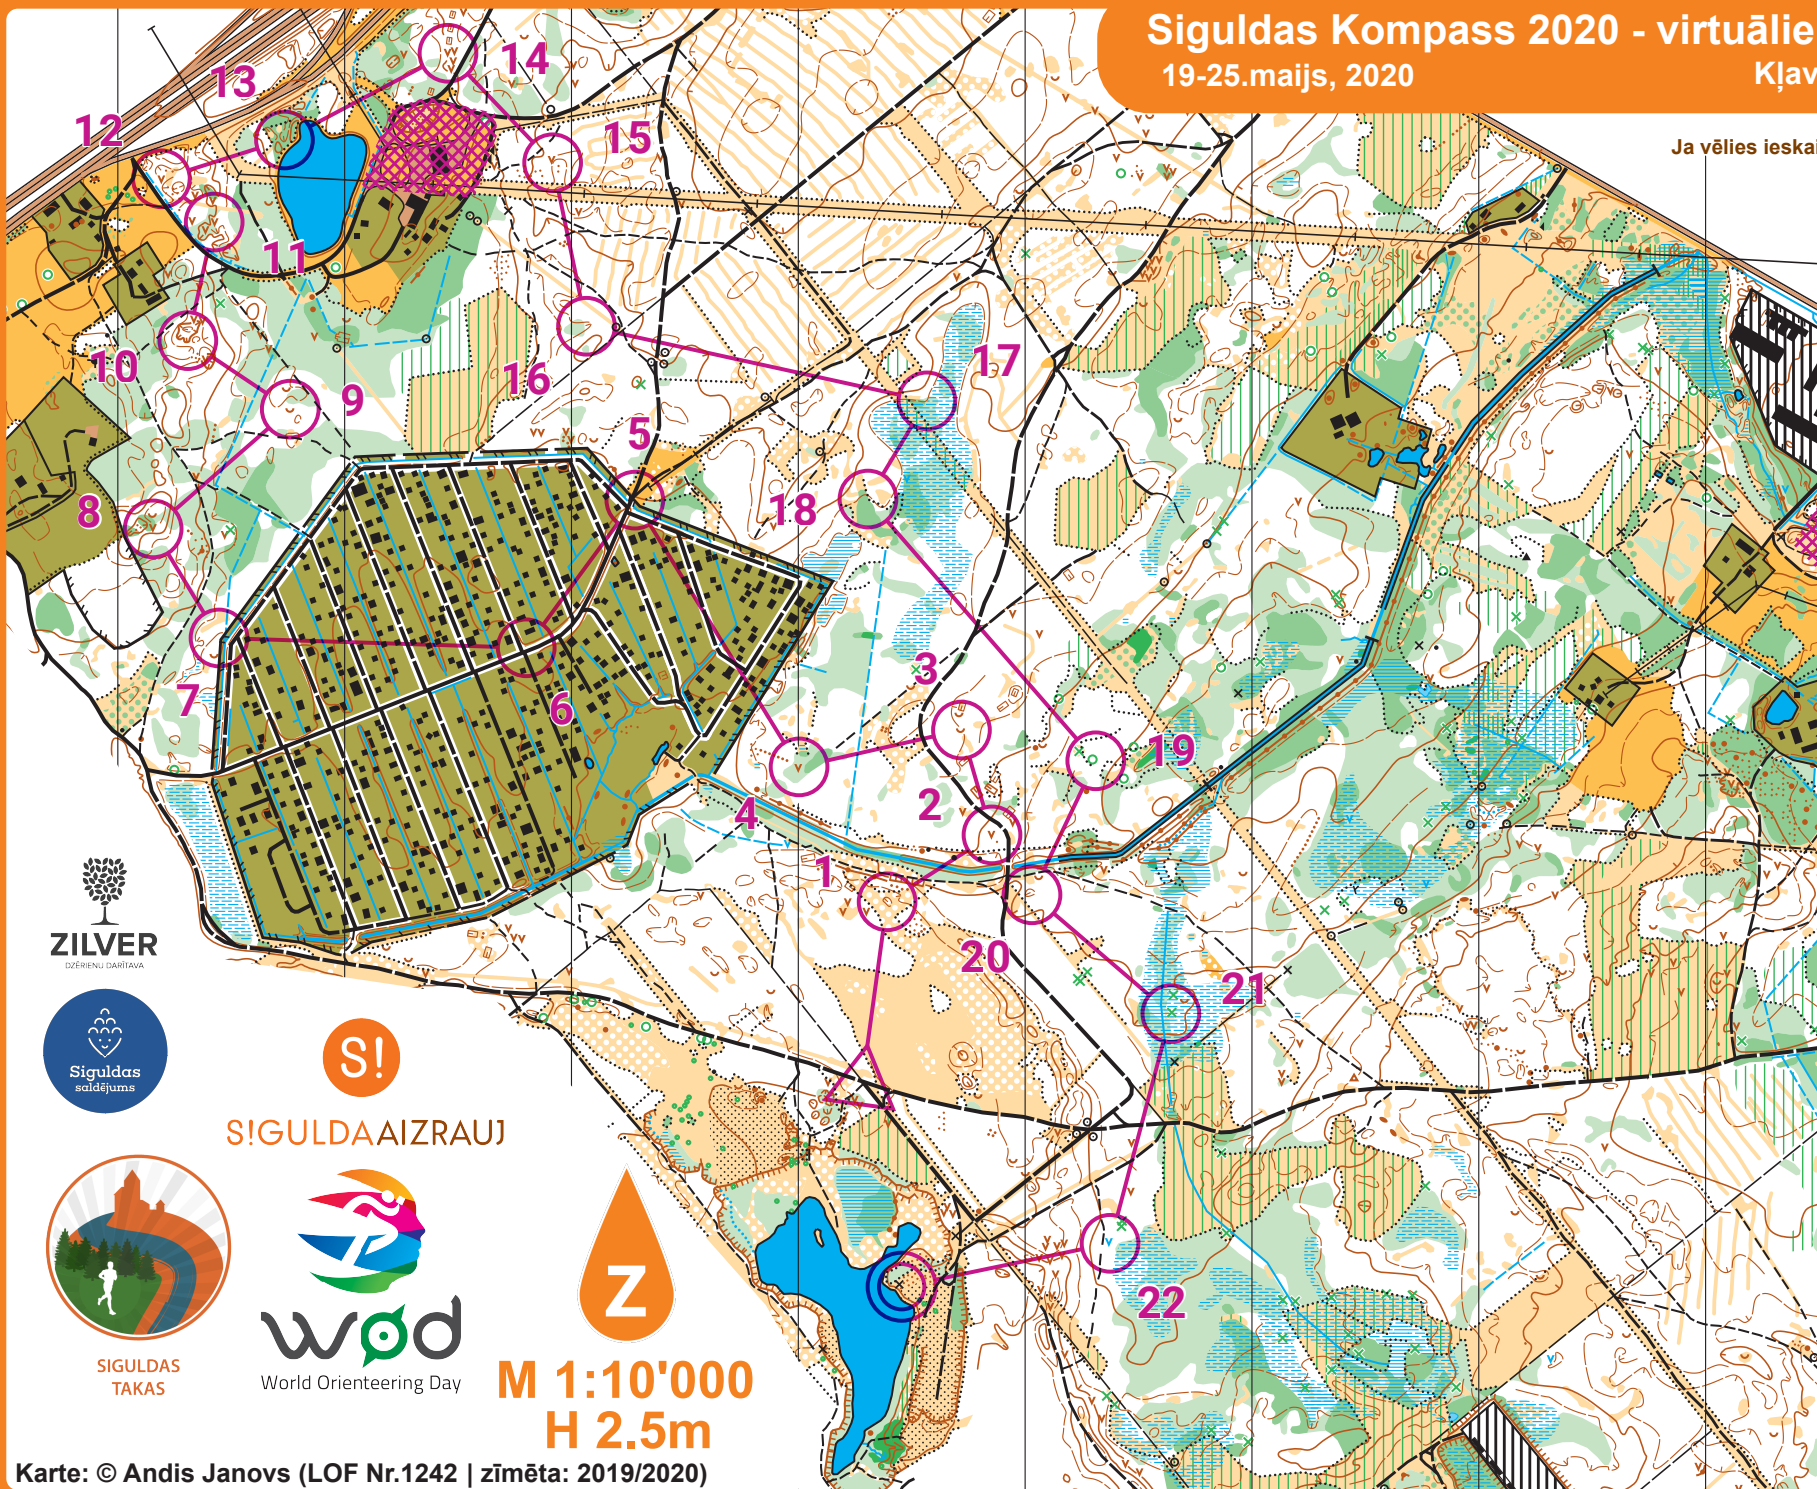 Siguldas Kompass 2020 - virtuālie
19-25.maijs, 2020
Kļav
Ja vēlies ieskai
14
13
12
15
11
10
16
17
9
5
8
18
3
7
6
19
2
4
1
20
21
22
ZILVER
DZĒRIENU DARĪTAVA
Siguldas
saldējums
S!
S!GULDAAIZRAUJ
SIGULDAS
TAKAS
wod
World Orienteering Day
Z
M 1:10'000
H 2.5m
Karte: © Andis Janovs (LOF Nr.1242 | zīmēta: 2019/2020)